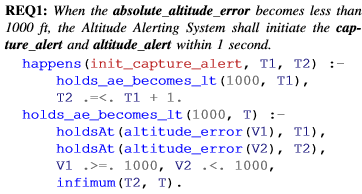 REQ1: When the absolute_altitude_error becomes less than
1000 ft, the Altitude Alerting System shall initiate the cap-
ture_alert and altitude_alert within 1 second.
happens(init_capture_alert, T1, T2) :-
holds_ae_becomes_lt(1000, T1),
T2 .=<. T1 + 1.
holds_ae_becomes_lt(1000, T) :-
holdsAt(altitude_error(V1), T1),
holdsAt(altitude_error(V2), T2),
V1 .>=. 1000, V2 .<. 1000,
infimum(T2, T).